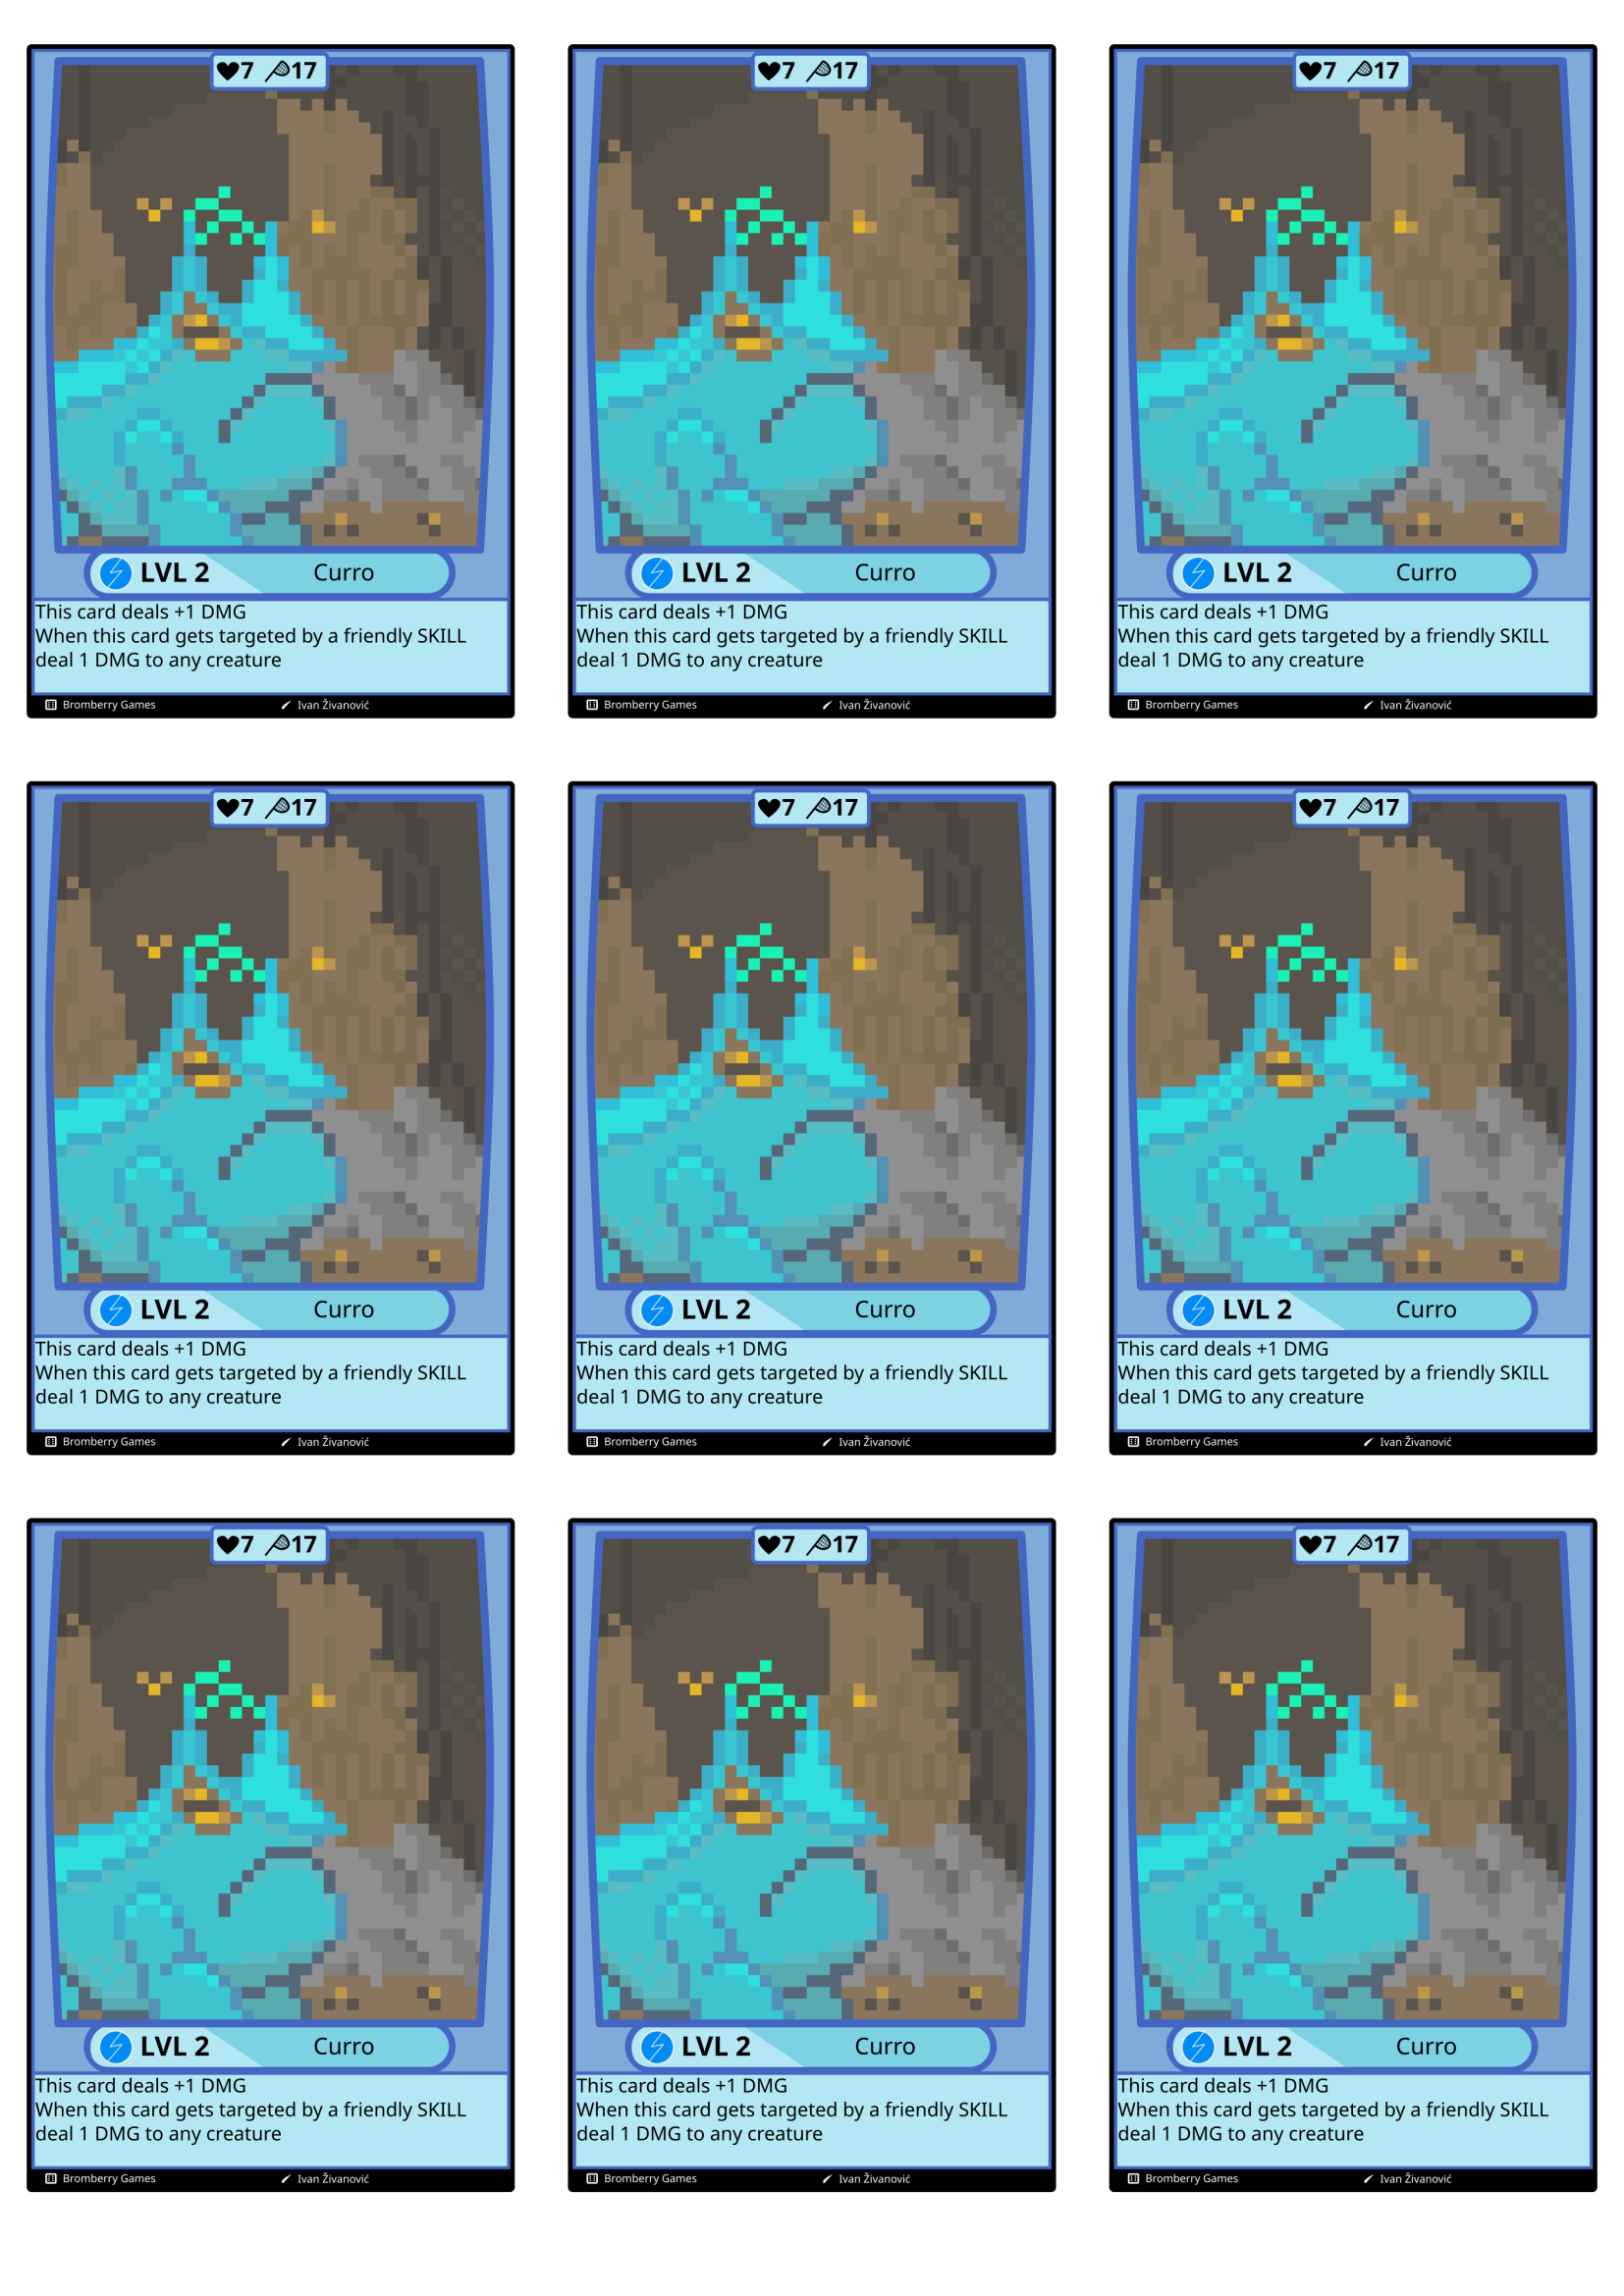 7 17
7 17
7 17
LVL 2 Curro
LVL 2 Curro
LVL 2 Curro
This card deals +1 DMG
When this card gets targeted by a friendly SKILL
deal 1 DMG to any creature
This card deals +1 DMG
When this card gets targeted by a friendly SKILL
deal 1 DMG to any creature
This card deals +1 DMG
When this card gets targeted by a friendly SKILL
deal 1 DMG to any creature
Bromberry Games Ivan Živanović
Bromberry Games Ivan Živanović
Bromberry Games Ivan Živanović
7 17
7 17
7 17
LVL 2 Curro
LVL 2 Curro
LVL 2 Curro
This card deals +1 DMG
When this card gets targeted by a friendly SKILL
deal 1 DMG to any creature
This card deals +1 DMG
When this card gets targeted by a friendly SKILL
deal 1 DMG to any creature
This card deals +1 DMG
When this card gets targeted by a friendly SKILL
deal 1 DMG to any creature
Bromberry Games Ivan Živanović
Bromberry Games Ivan Živanović
Bromberry Games Ivan Živanović
7 17
7 17
7 17
LVL 2 Curro
LVL 2 Curro
LVL 2 Curro
This card deals +1 DMG
When this card gets targeted by a friendly SKILL
deal 1 DMG to any creature
This card deals +1 DMG
When this card gets targeted by a friendly SKILL
deal 1 DMG to any creature
This card deals +1 DMG
When this card gets targeted by a friendly SKILL
deal 1 DMG to any creature
Bromberry Games Ivan Živanović
Bromberry Games Ivan Živanović
Bromberry Games Ivan Živanović